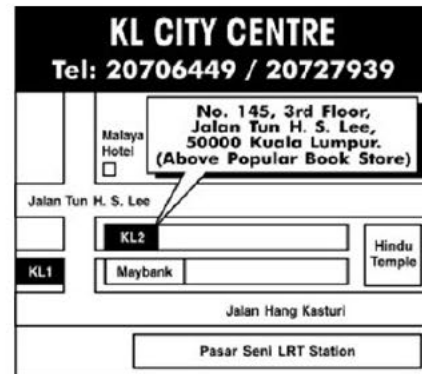 KL CITY CENTRE
Tel: 20706449 / 20727939
No. 145, 3rd Floor,
Jalan Tun H. S. Lee,
50000 Kuala Lumpur.
(Above Popular Book Store)
Malaya
Hotel
Jalan Tun H. S. Lee
KL2
Hindu
Temple
KL1
Maybank
Jalan Hang Kasturi
Pasar Seni LRT Station